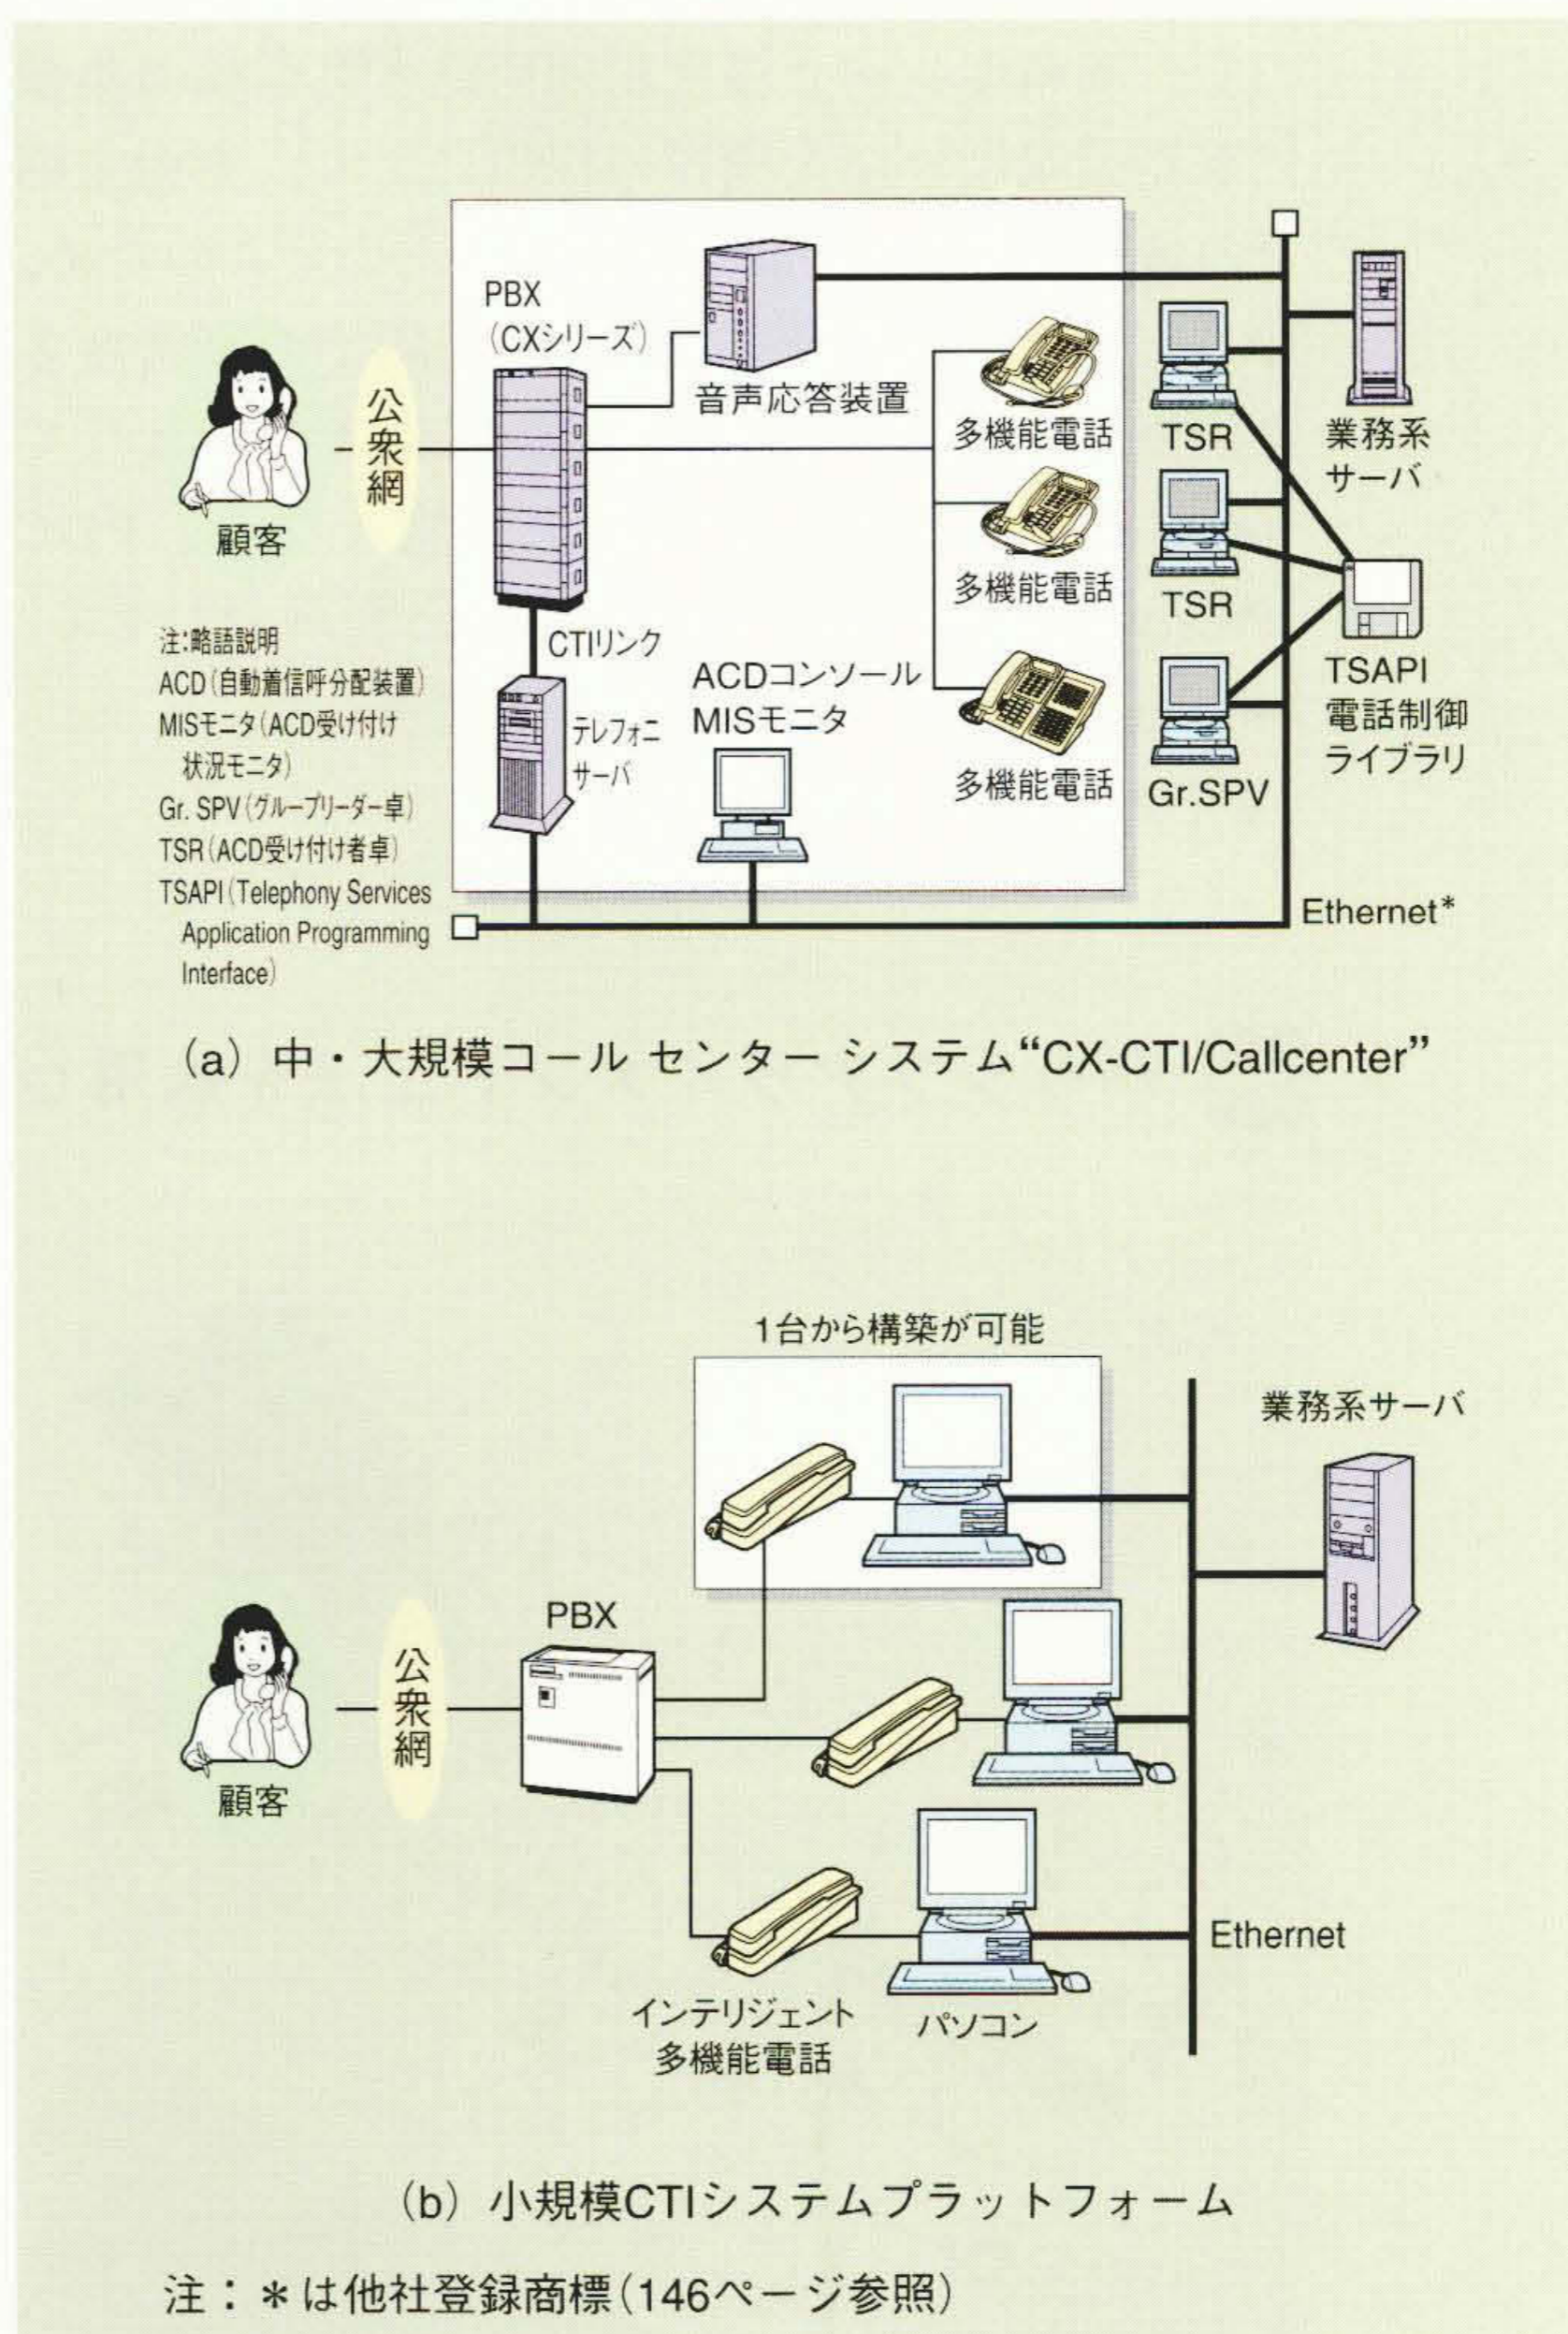 PBX
（CXシリーズ）
音声応答装置
公衆網
顧客
多機能電話
TSR
業務系
サーバ
多機能電話
TSR
CTIリンク
テレフォニ
サーバ
ACDコンソール
MISモニタ
多機能電話
Gr.SPV
TSAPI
電話制御
ライブラリ
Ethernet*
注：略語説明
ACD（自動着信呼分配装置）
MISモニタ（ACD受け付け
状況モニタ）
Gr. SPV（グループリーダー卓）
TSR（ACD受け付け者卓）
TSAPI（Telephony Services
Application Programming
Interface）
（a）中・大規模コール センター システム“CX-CTI/Callcenter”
1台から構築が可能
業務系サーバ
PBX
公衆網
顧客
Ethernet
インテリジェント
多機能電話
パソコン
（b）小規模CTIシステムプラットフォーム
注：＊は他社登録商標（146ページ参照）